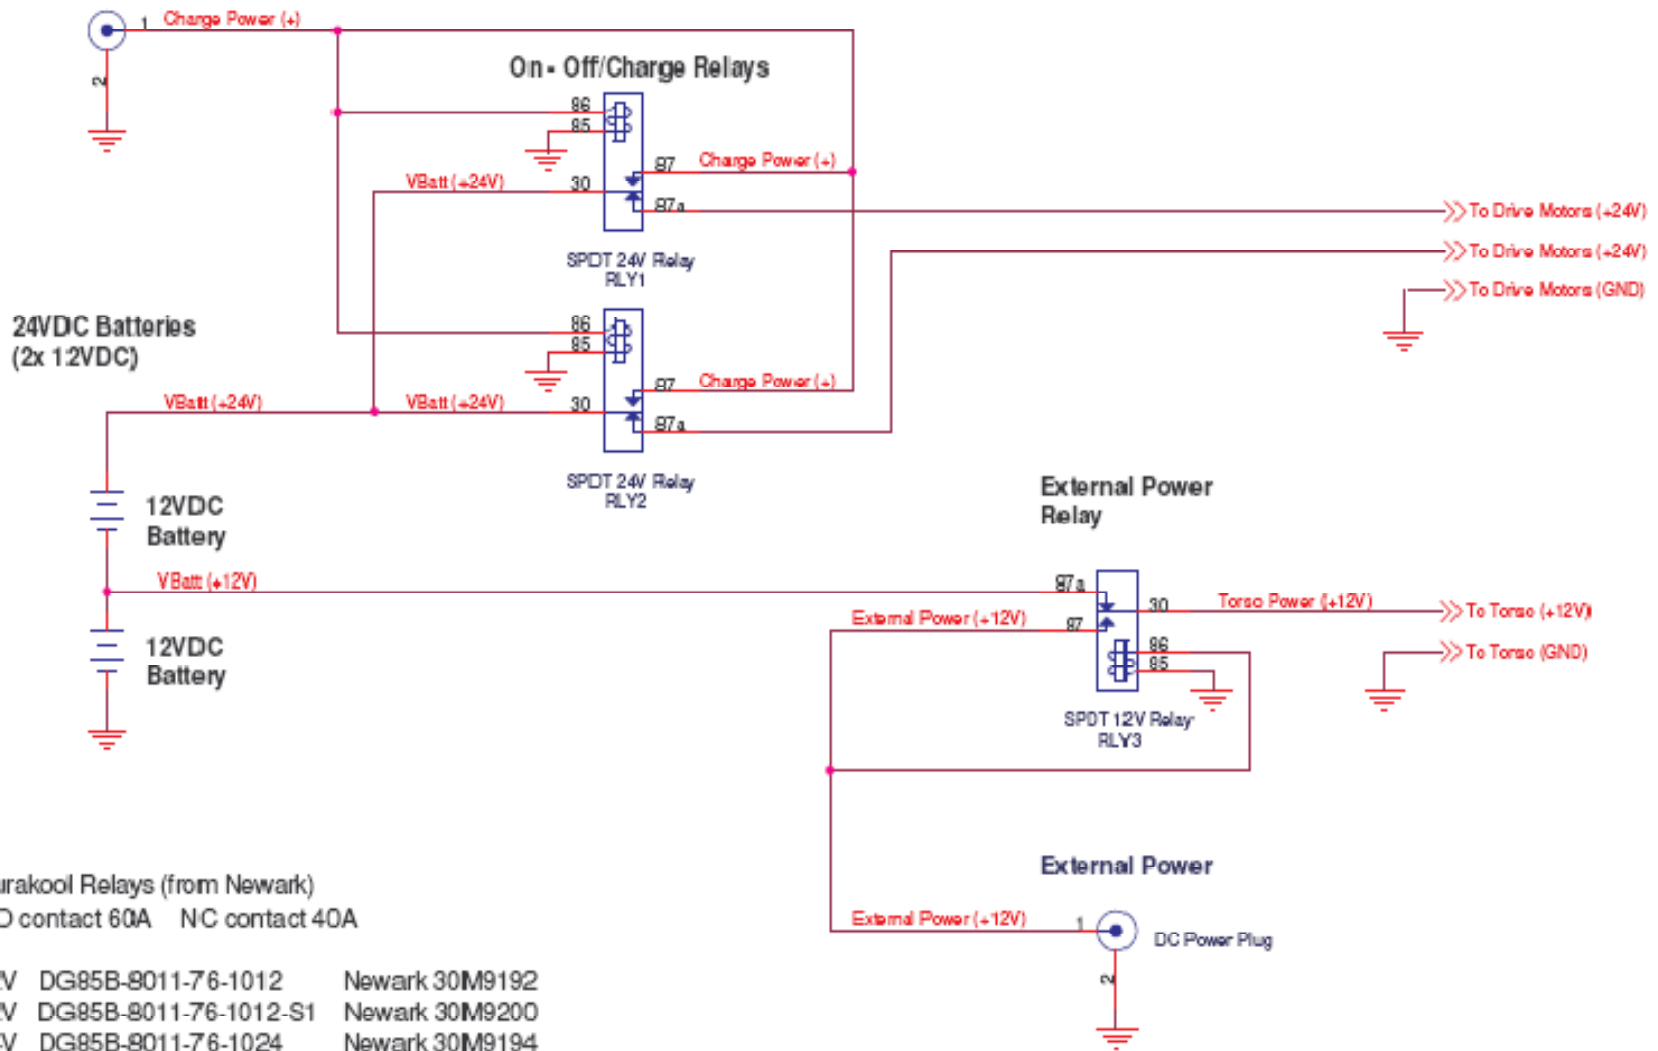 1 Charge Power (+)
2
On - Off/Charge Relays
86
85
87 Charge Power (+)
VBatt (+24V) 30
87a
To Drive Motors (+24V)
SPDT 24V Relay
RLY1
To Drive Motors (+24V)
To Drive Motors (GND)
24VDC Batteries
(2x 12VDC)
86
85
87 Charge Power (+)
VBatt (+24V) VBatt (+24V) 30
87a
SPDT 24V Relay
RLY2
12VDC
Battery
External Power
Relay
VBatt (+12V) 87a
30 Torso Power (+12V) To Torso (+12V)
External Power (+12V) 87
86
85
To Torso (GND)
12VDC
Battery
SPDT 12V Relay
RLY3
External Power
urakool Relays (from Newark)
O contact 60A NC contact 40A
External Power (+12V) 1
DC Power Plug
2
V DG85B-8011-76-1012 Newark 30M9192
V DG85B-8011-76-1012-S1 Newark 30M9200
V DG85B-8011-76-1024 Newark 30M9194